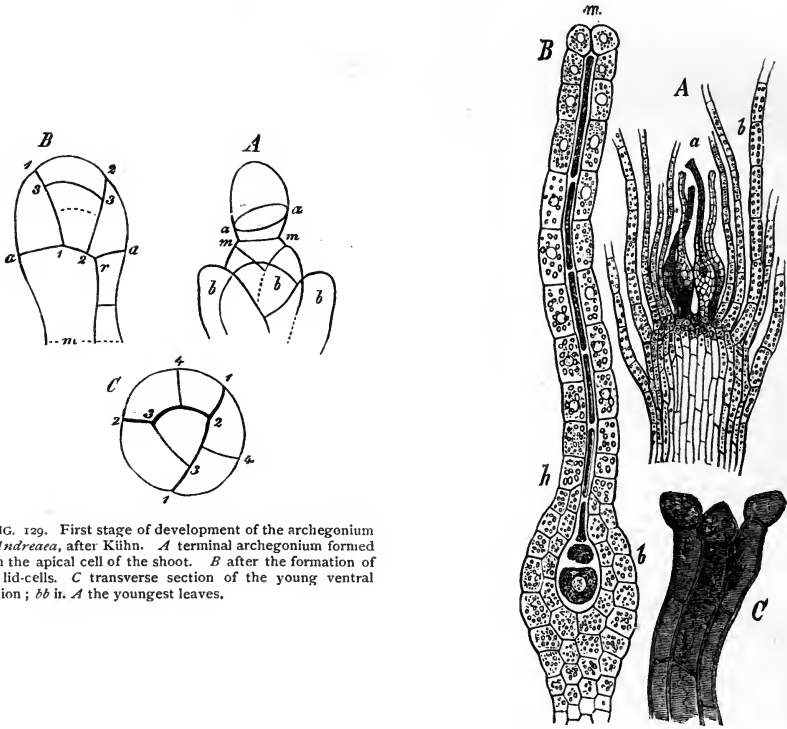 B
1
2
3
3
a
1
2
r
a
m
A
a
a
m
m
b
b
b
C
4
1
2
3
2
3
4
1
IG. 129. First stage of development of the archegonium
Andreaea, after Kühn. A terminal archegonium formed
the apical cell of the shoot. B after the formation of
lid-cells. C transverse section of the young ventral
bb in A the youngest leaves.
m.
B
h
b
A
a
b
C